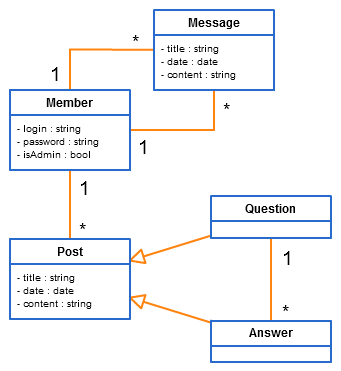 Message
- title : string
- date : date
- content : string
*
1
Member
- login : string
- password : string
- isAdmin : bool
*
1
1
*
Post
- title : string
- date : date
- content : string
Question
1
*
Answer